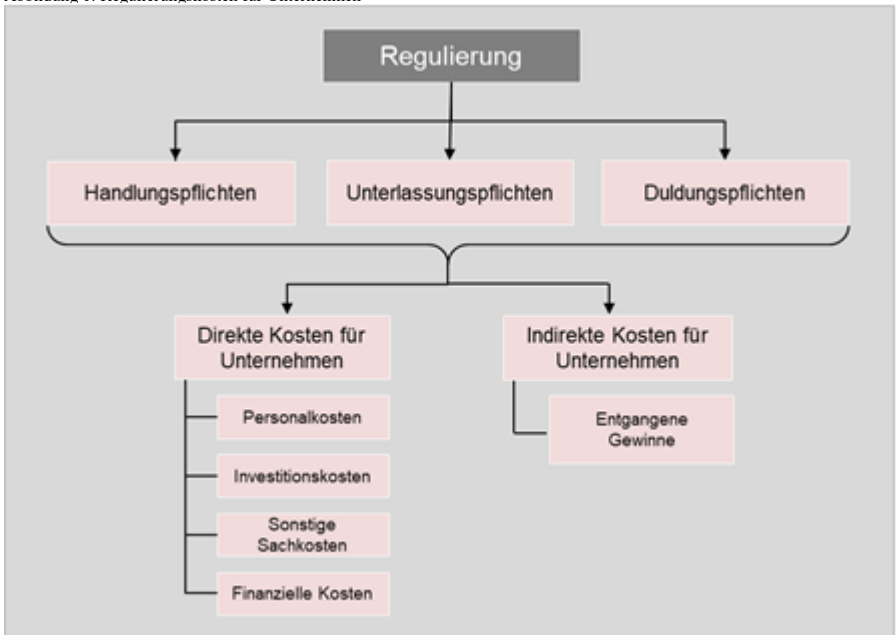 Regulierung
Handlungspflichten
Unterlassungspflichten
Duldungspflichten
Direkte Kosten für
Unternehmen
Indirekte Kosten für
Unternehmen
Personalkosten
Entgangene
Gewinne
Investitionskosten
Sonstige
Sachkosten
Finanzielle Kosten